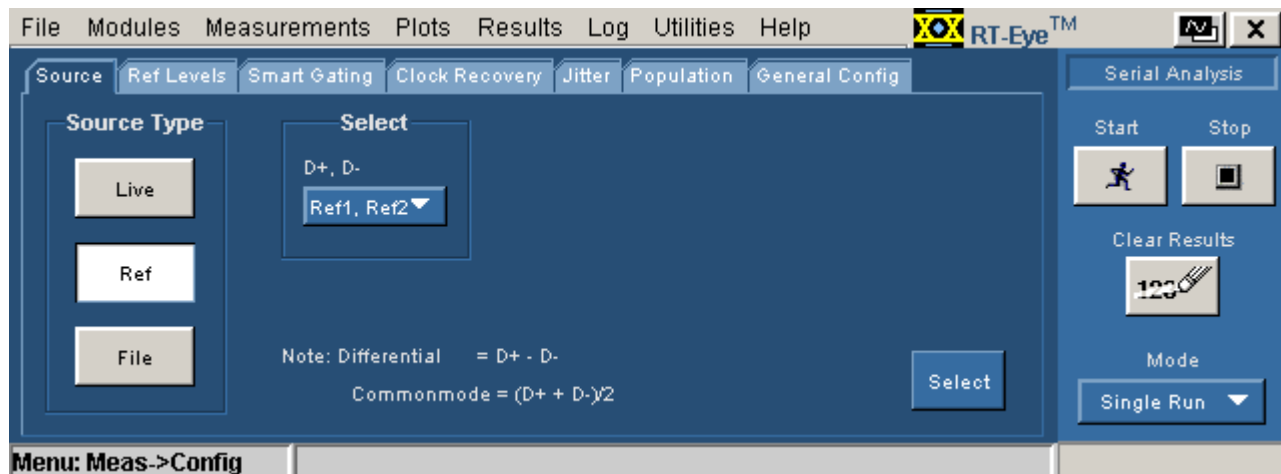 File Modules Measurements Plots Results Log Utilities Help RT-Eye™ X
Source Ref Levels Smart Gating Clock Recovery Jitter Population General Config
Serial Analysis
Source Type
Select
Start Stop
D+, D-
Live
Ref1, Ref2
Clear Results
Ref
123
Note: Differential = D+ - D-
File
Mode
Commonmode = (D+ + D-)/2
Select
Single Run
Menu: Meas->Config